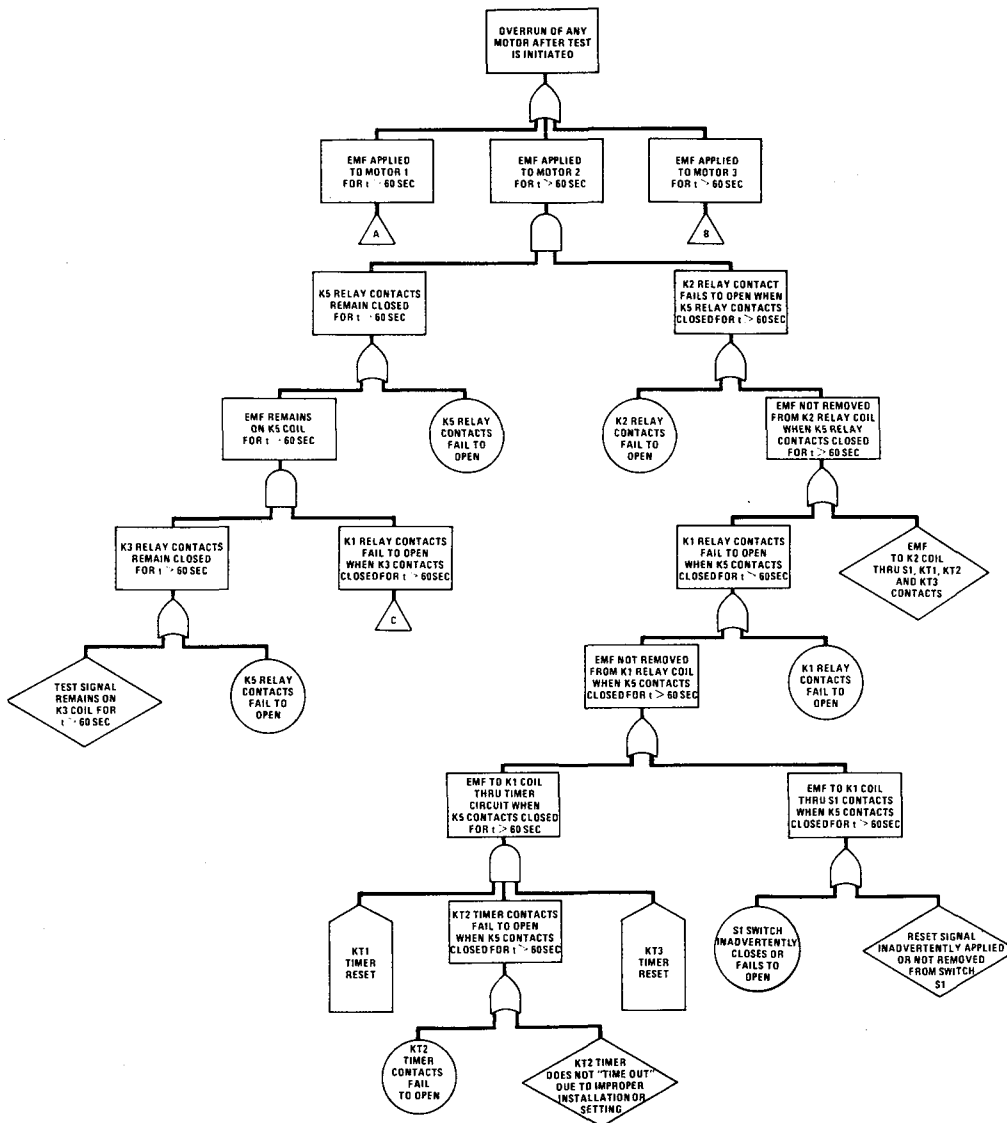 OVERRUN OF ANY
MOTOR AFTER TEST
IS INITIATED
EMF APPLIED
TO MOTOR 1
FOR t > 60 SEC
EMF APPLIED
TO MOTOR 2
FOR t > 60 SEC
EMF APPLIED
TO MOTOR 3
FOR t > 60 SEC
A
B
K5 RELAY CONTACTS
REMAIN CLOSED
FOR t > 60 SEC
K2 RELAY CONTACT
FAILS TO OPEN WHEN
K5 RELAY CONTACTS
CLOSED FOR t > 60 SEC
EMF REMAINS
ON K5 COIL
FOR t > 60 SEC
K5 RELAY
CONTACTS
FAIL TO
OPEN
K2 RELAY
CONTACTS
FAIL TO
OPEN
EMF NOT REMOVED
FROM K2 RELAY COIL
WHEN K5 RELAY
CONTACTS CLOSED
FOR t > 60 SEC
K3 RELAY CONTACTS
REMAIN CLOSED
FOR t > 60 SEC
K1 RELAY CONTACTS
FAIL TO OPEN
WHEN K3 CONTACTS
CLOSED FOR t > 60 SEC
K1 RELAY CONTACTS
FAIL TO OPEN
WHEN K5 CONTACTS
CLOSED FOR t > 60 SEC
EMF
TO K2 COIL
THRU S1, KT1, KT2
AND KT3
CONTACTS
C
TEST SIGNAL
REMAINS ON
K3 COIL FOR
t > 60 SEC
K5 RELAY
CONTACTS
FAIL TO
OPEN
EMF NOT REMOVED
FROM K1 RELAY COIL
WHEN K5 CONTACTS
CLOSED FOR t > 60 SEC
K1 RELAY
CONTACTS
FAIL TO
OPEN
EMF TO K1 COIL
THRU TIMER
CIRCUIT WHEN
K5 CONTACTS CLOSED
FOR t > 60 SEC
EMF TO K1 COIL
THRU S1 CONTACTS
WHEN K5 CONTACTS
CLOSED FOR t > 60 SEC
KT1
TIMER
RESET
KT2 TIMER CONTACTS
FAIL TO OPEN
WHEN K5 CONTACTS
CLOSED FOR t > 60 SEC
KT3
TIMER
RESET
S1 SWITCH
INADVERTENTLY
CLOSES OR
FAILS TO
OPEN
RESET SIGNAL
INADVERTENTLY APPLIED
OR NOT REMOVED
FROM SWITCH
S1
KT2
TIMER
CONTACTS
FAIL
TO OPEN
KT2 TIMER
DOES NOT "TIME OUT"
DUE TO IMPROPER
INSTALLATION OR
SETTING